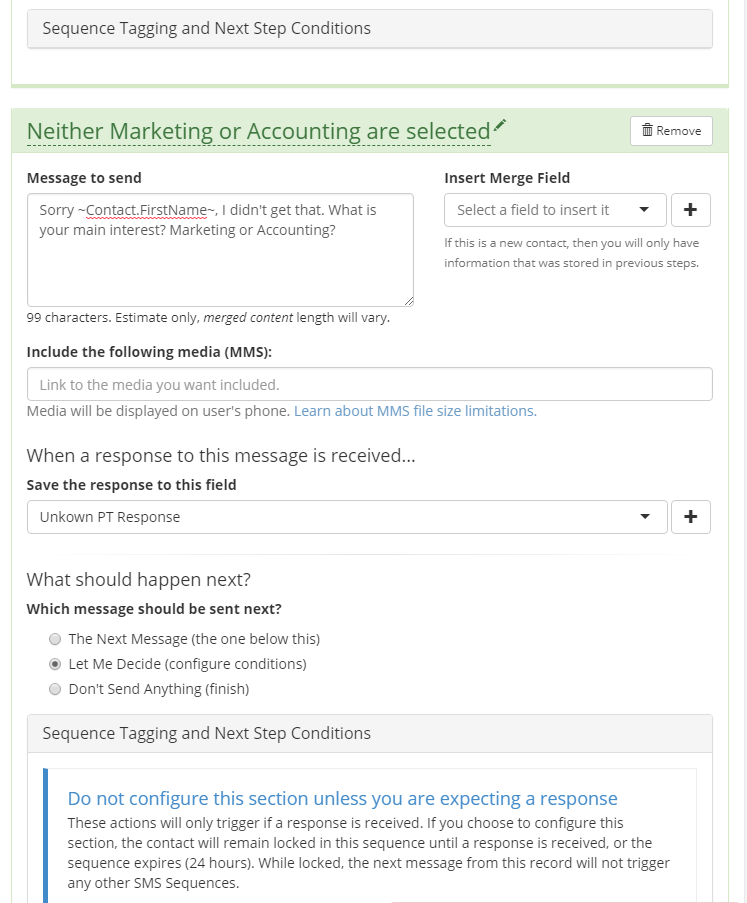 Sequence Tagging and Next Step Conditions
Neither Marketing or Accounting are selected
Remove
Message to send
Insert Merge Field
Sorry ~Contact.FirstName~, I didn't get that. What is
your main interest? Marketing or Accounting?
Select a field to insert it
If this is a new contact, then you will only have
information that was stored in previous steps.
99 characters. Estimate only, merged content length will vary.
Include the following media (MMS):
Link to the media you want included.
Media will be displayed on user's phone. Learn about MMS file size limitations.
When a response to this message is received...
Save the response to this field
Unkown PT Response
What should happen next?
Which message should be sent next?
The Next Message (the one below this)
Let Me Decide (configure conditions)
Don't Send Anything (finish)
Sequence Tagging and Next Step Conditions
Do not configure this section unless you are expecting a response
These actions will only trigger if a response is received. If you choose to configure this
section, the contact will remain locked in this sequence until a response is received, or the
sequence expires (24 hours). While locked, the next message from this record will not trigger
any other SMS Sequences.